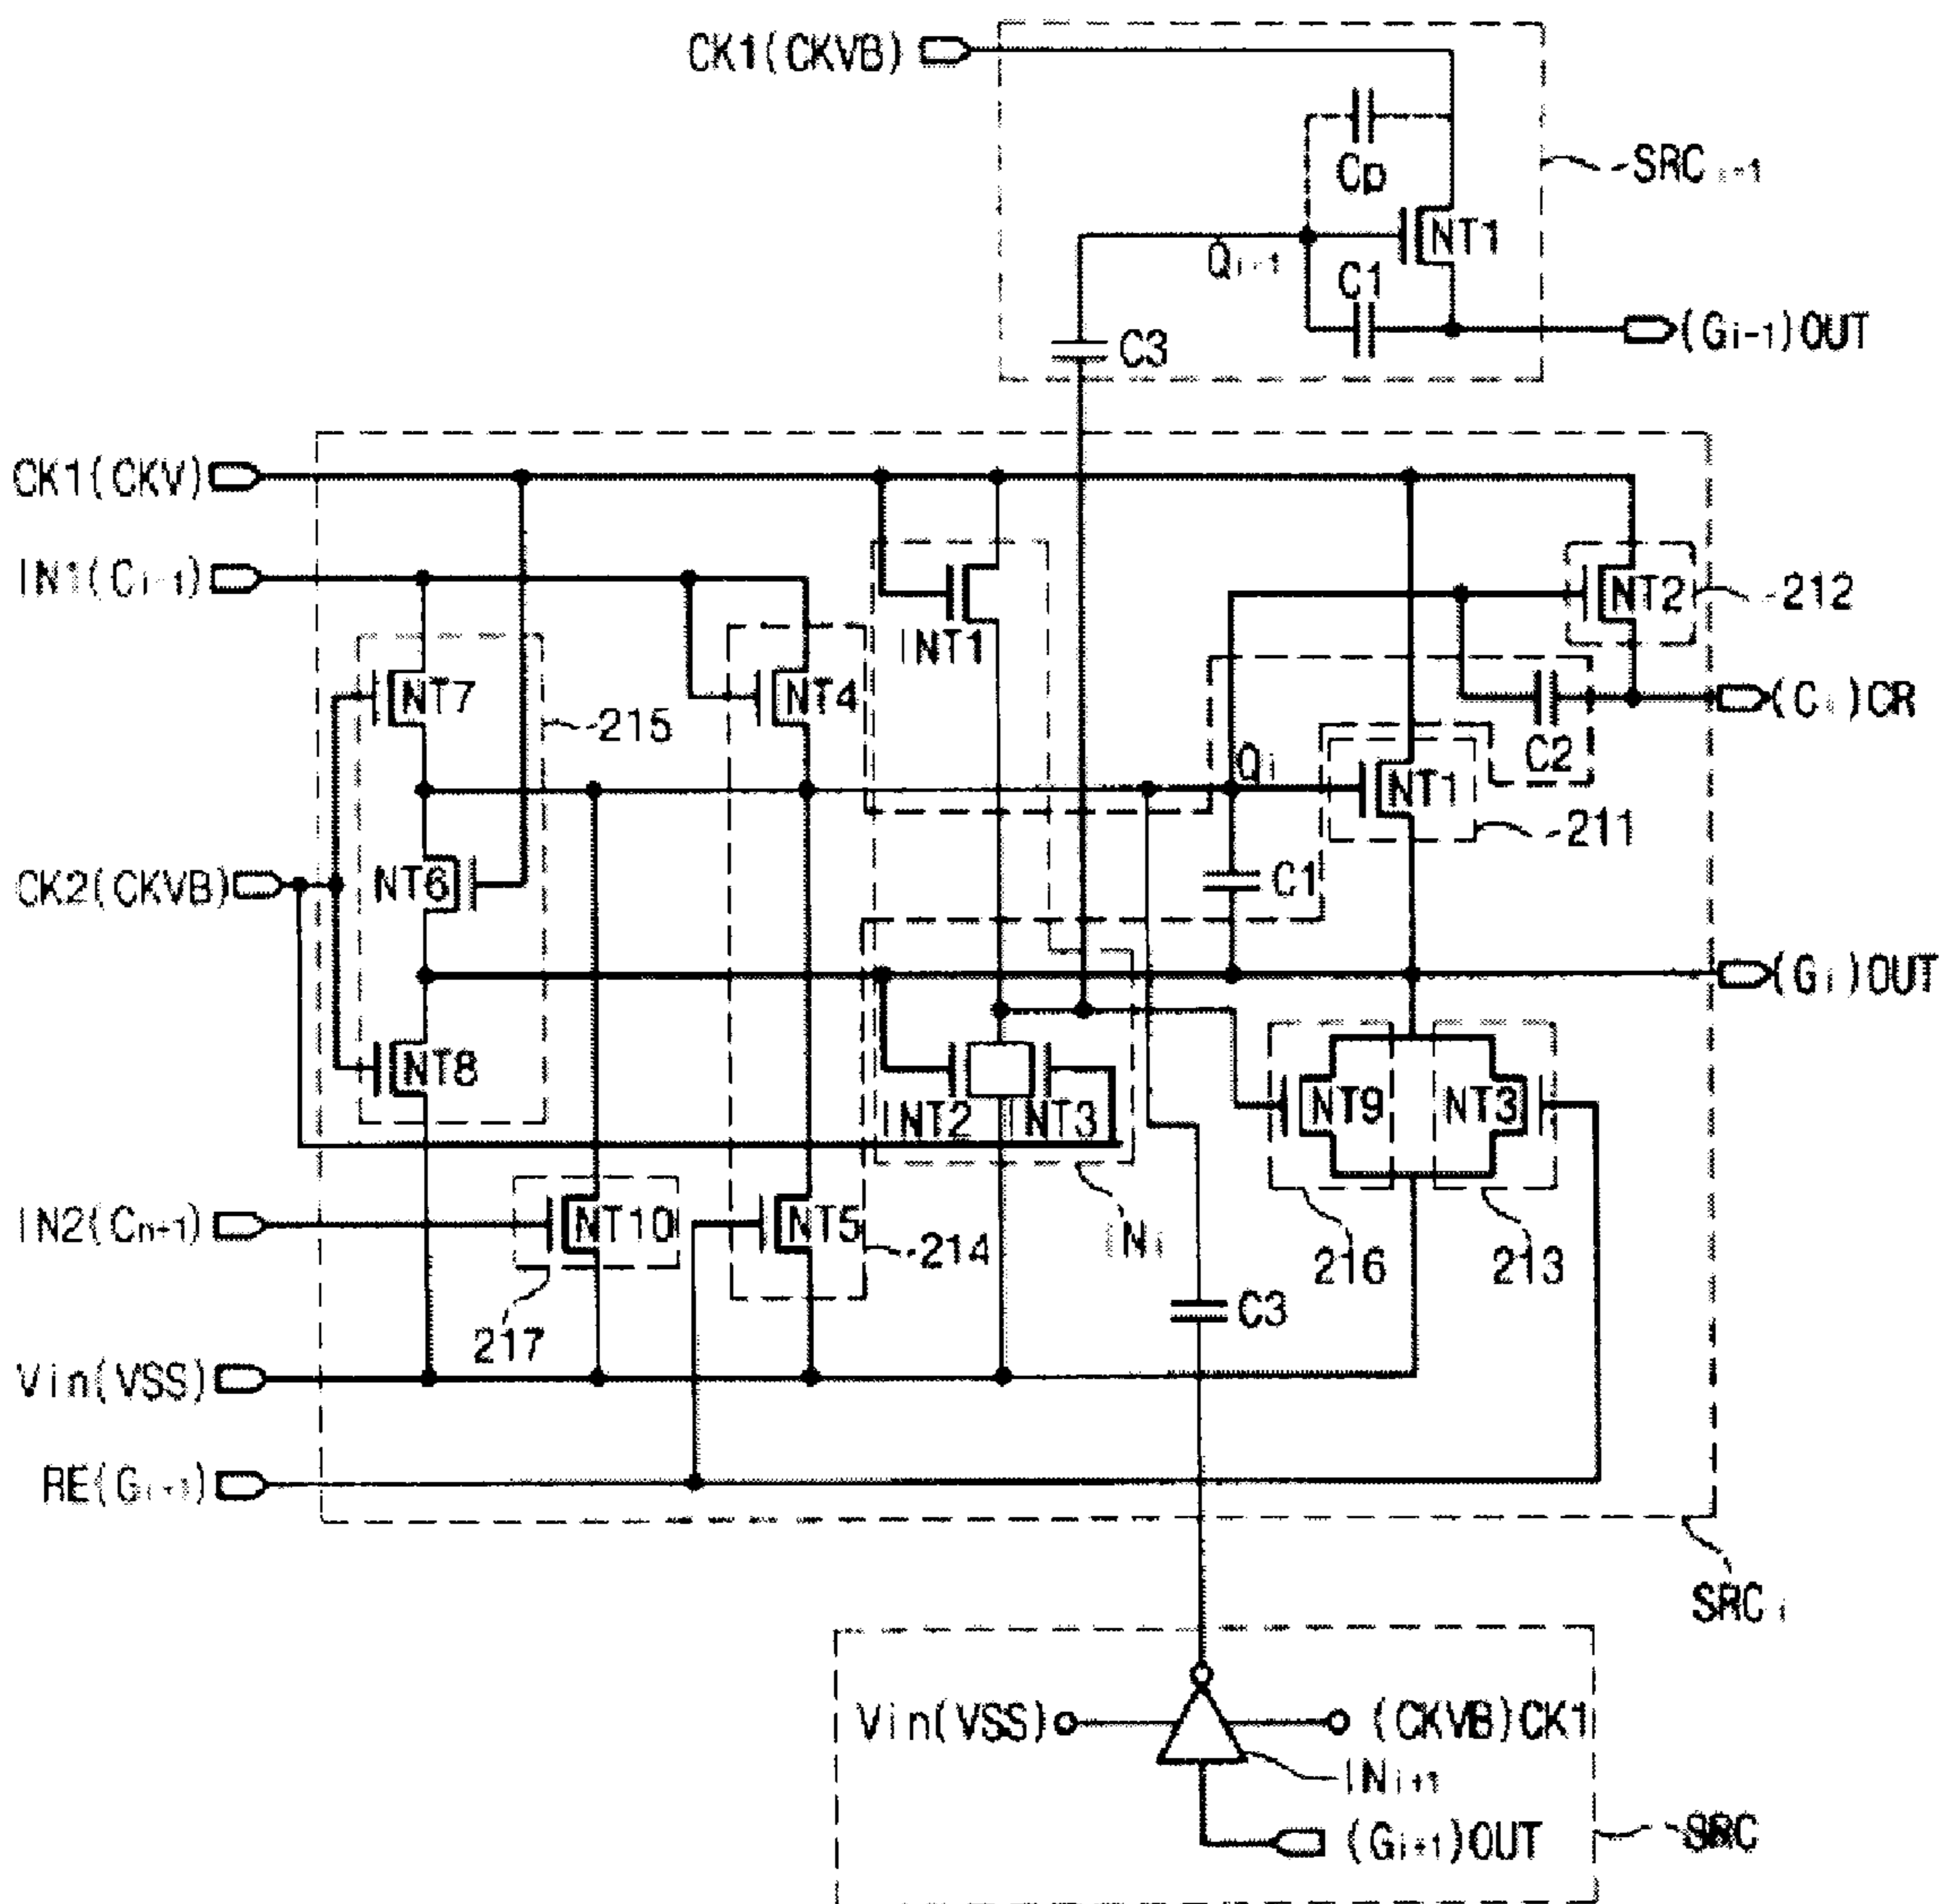 CK1(CKVB)
Cp
SRCi-1
NT1
Qi-1
C1
C3
(Gi-1)OUT
CK1(CKV)
IN1(Ci-1)
NT2
212
INT1
NT7
NT4
(Ci)CR
215
C2
Qi
NT1
211
CK2(CKVB)
NT6
C1
(Gi)OUT
NT8
INT2
INT3
NT9
NT3
IN2(Cn+1)
NT10
NT5
214
INi
216
213
C3
217
Vin(VSS)
RE(Gi+1)
SRCi
Vin(VSS)
(CKVB)CK1
INi+1
(Gi+1)OUT